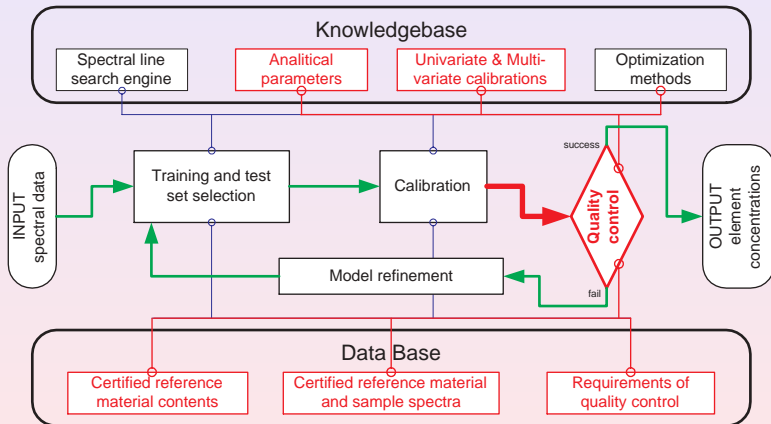 Knowledgebase
Spectral line
search engine
Analitical
parameters
Univariate & Multi-
variate calibrations
Optimization
methods
INPUT
spectral data
Training and test
set selection
Calibration
success
Quality
control
fail
OUTPUT
element
concentrations
Model refinement
Data Base
Certified reference
material contents
Certified reference material
and sample spectra
Requirements of
quality control